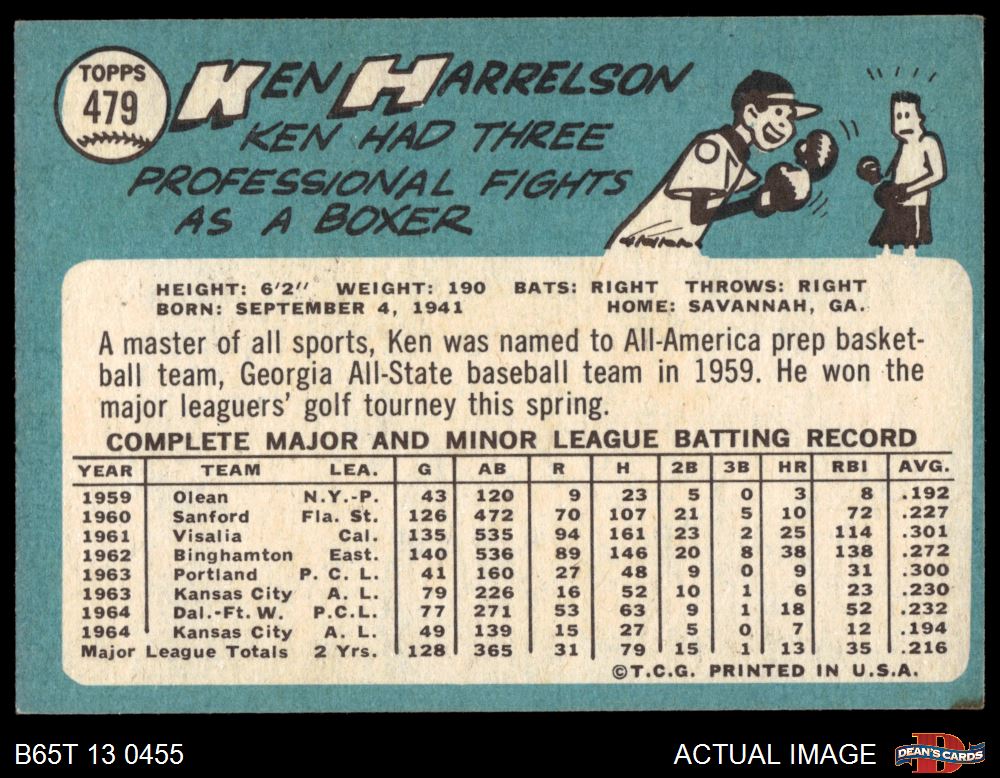 TOPPS
479
KEN HARRELSON
KEN HAD THREE
PROFESSIONAL FIGHTS
AS A BOXER
HEIGHT: 6'2" WEIGHT: 190 BATS: RIGHT THROWS: RIGHT
BORN: SEPTEMBER 4, 1941 HOME: SAVANNAH, GA.
A master of all sports, Ken was named to All-America prep basket-
ball team, Georgia All-State baseball team in 1959. He won the
major leaguers' golf tourney this spring.
COMPLETE MAJOR AND MINOR LEAGUE BATTING RECORD
YEAR TEAM LEA. G AB R H 2B 3B HR RBI AVG.
1959 Olean N.Y.-P. 43 120 9 23 5 0 3 8 .192
1960 Sanford Fla. St. 126 472 70 107 21 5 10 72 .227
1961 Visalia Cal. 135 535 94 161 23 2 25 114 .301
1962 Binghamton East. 140 536 89 146 20 8 38 138 .272
1963 Portland P. C. L. 41 160 27 48 9 0 9 31 .300
1963 Kansas City A. L. 79 226 16 52 10 1 6 23 .230
1964 Dal.-Ft. W. P.C.L. 77 271 53 63 9 1 18 52 .232
1964 Kansas City A. L. 49 139 15 27 5 0 7 12 .194
Major League Totals 2 Yrs. 128 365 31 79 15 1 13 35 .216
©T.C.G. PRINTED IN U.S.A.
B65T 13 0455 ACTUAL IMAGE D DEAN'S CARDS